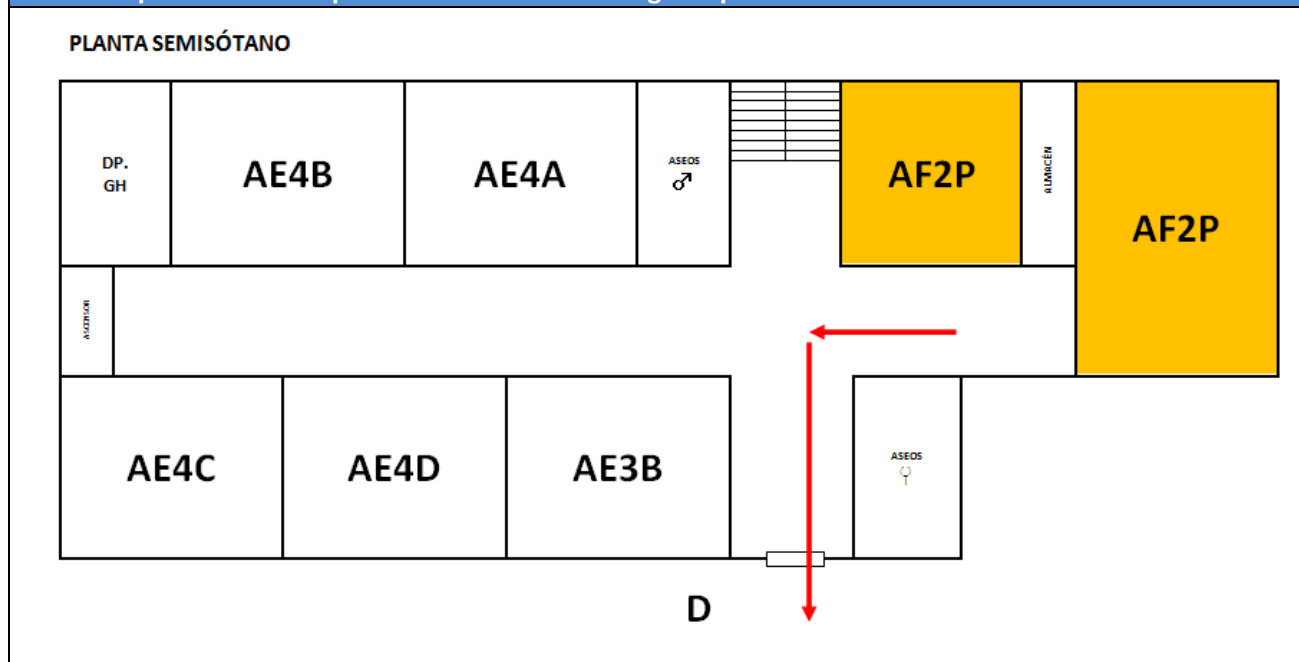 PLANTA SEMISÓTANO
DP.
GH
AE4B
AE4A
ASEOS
AF2P
ALMACÉN
AF2P
ASCENSOR
AE4C
AE4D
AE3B
ASEOS
D